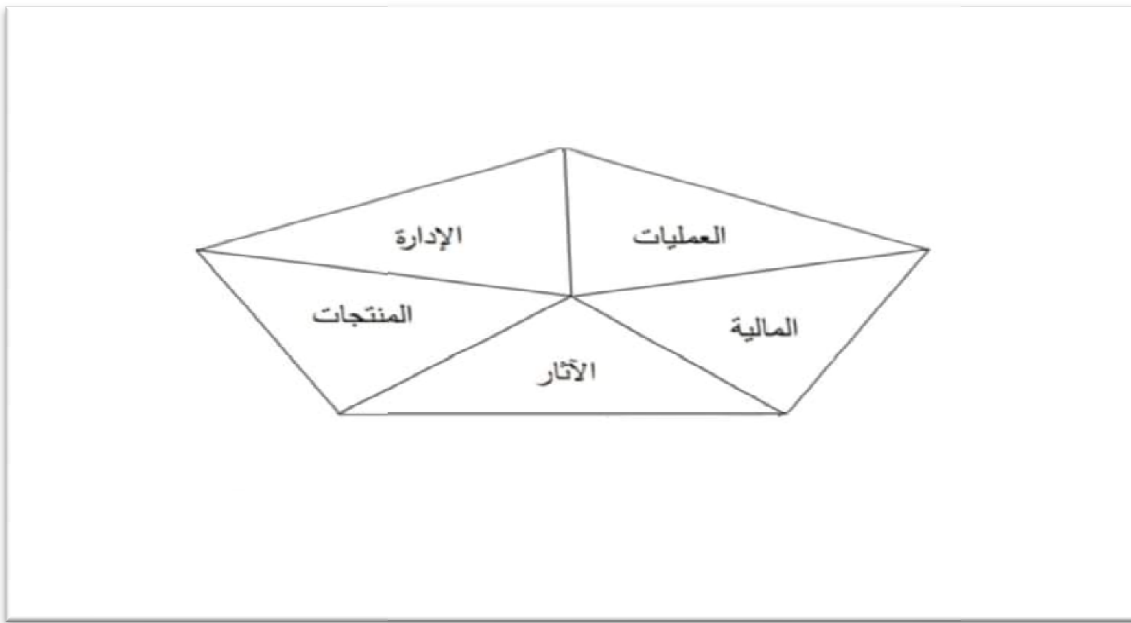 العمليات
الإدارة
المنتجات
المالية
الآثار